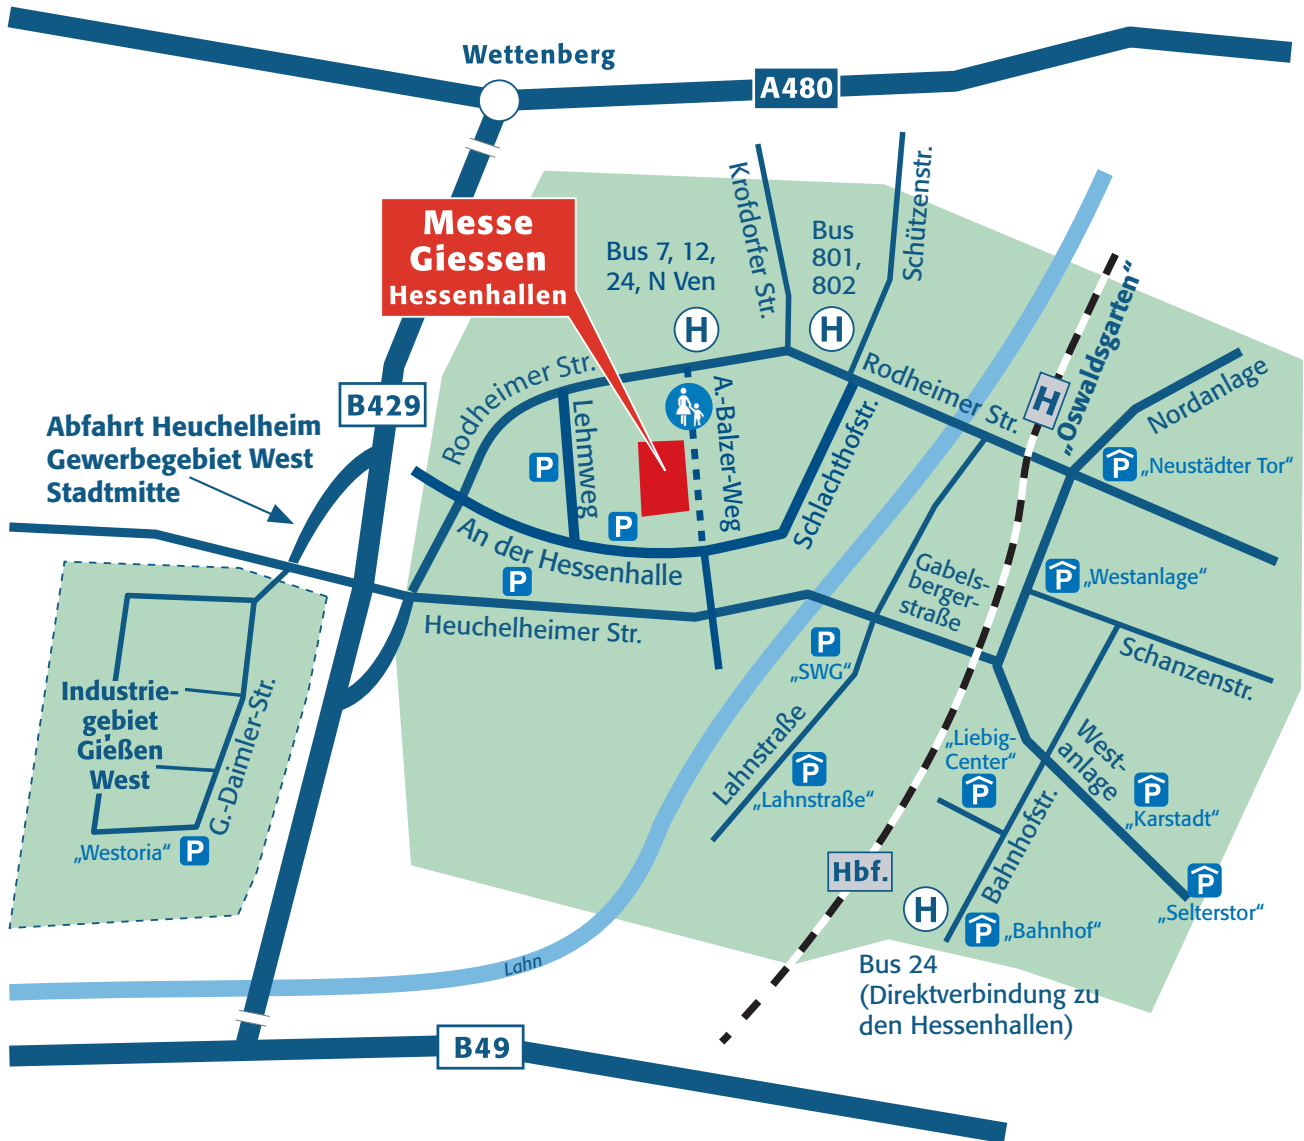 Wettenberg
A480
Messe
Giessen
Hessenhallen
Bus 7, 12,
24, N Ven
H
Krofdorfer Str.
Bus
801,
802
H
Schützenstr.
B429
Abfahrt Heuchelheim
Gewerbegebiet West
Stadtmitte
Rodheimer Str.
Lehmweg
A.-Balzer-Weg
Schlachthofstr.
Rodheimer Str.
H
„Oswaldsgarten“
Nordanlage
P
„Neustädter Tor“
P
P
An der Hessenhalle
P
Heuchelheimer Str.
Gabels-
berger-
straße
P
„Westanlage“
Schanzenstr.
P
„SWG“
Lahnstraße
P
„Lahnstraße“
„Liebig-
Center“
P
West-
anlage
P
„Karstadt“
Bahnhofstr.
P
„Selterstor“
Industrie-
gebiet
Gießen
West
G.-Daimler-Str.
„Westoria“
P
Hbf.
H
P
„Bahnhof“
Bus 24
(Direktverbindung zu
den Hessenhallen)
Lahn
B49